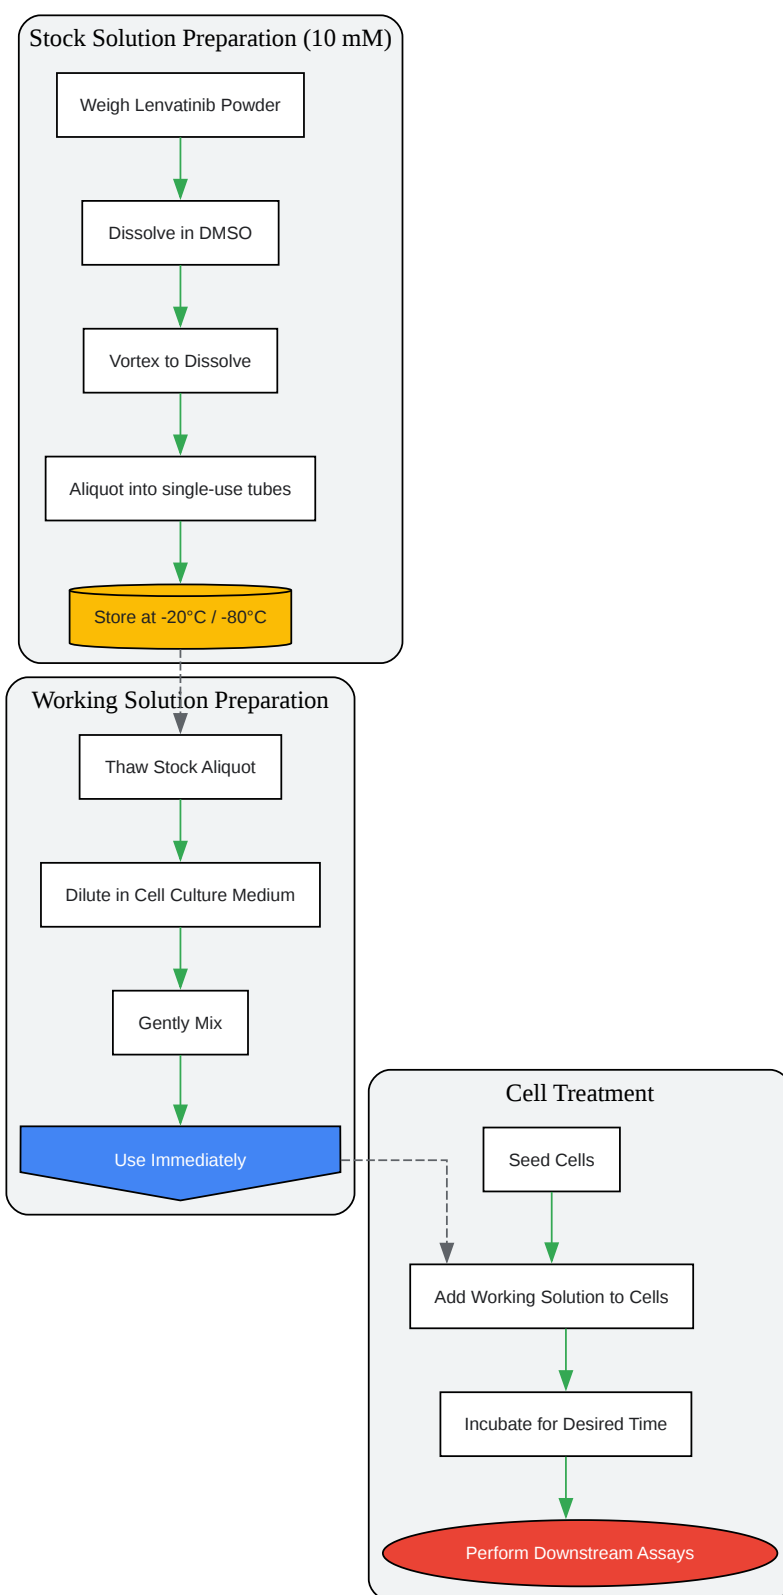 Stock Solution Preparation (10 mM)
Weigh Lenvatinib Powder
Dissolve in DMSO
Vortex to Dissolve
Aliquot into single-use tubes
Store at -20°C / -80°C
Working Solution Preparation
Thaw Stock Aliquot
Dilute in Cell Culture Medium
Gently Mix
Use Immediately
Cell Treatment
Seed Cells
Add Working Solution to Cells
Incubate for Desired Time
Perform Downstream Assays